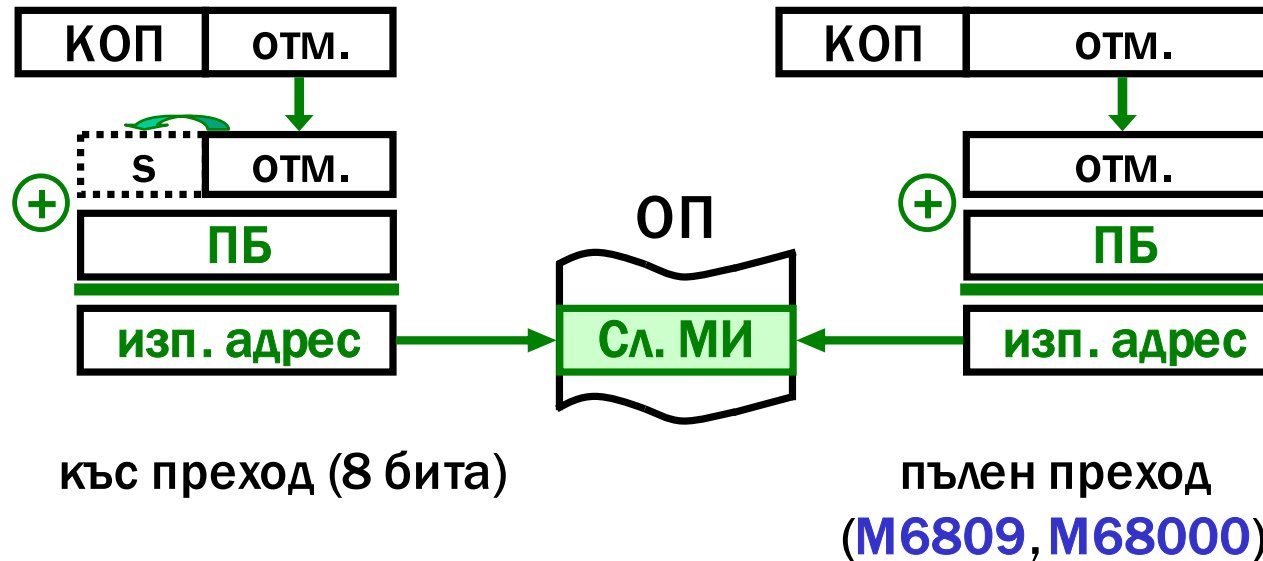 КОП отм. КОП отм.
s отм. отм.
+ ПБ ОП + ПБ
изп. адрес Сл. МИ изп. адрес
къс преход (8 бита) пълен преход
(M6809, M68000)